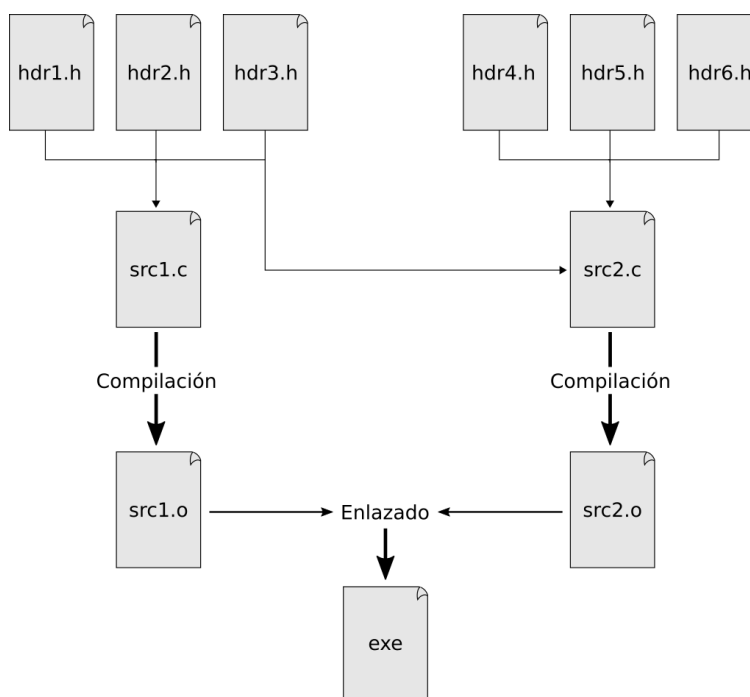 hdr1.h
hdr2.h
hdr3.h
hdr4.h
hdr5.h
hdr6.h
src1.c
src2.c
Compilación
Compilación
src1.o
Enlazado
src2.o
exe